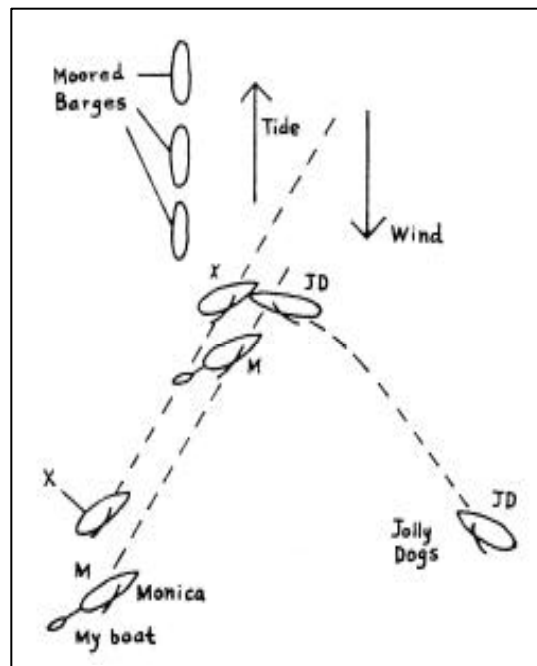 Moored
Barges
Tide
Wind
X
JD
M
X
JD
Jolly
Dogs
M
Monica
My boat